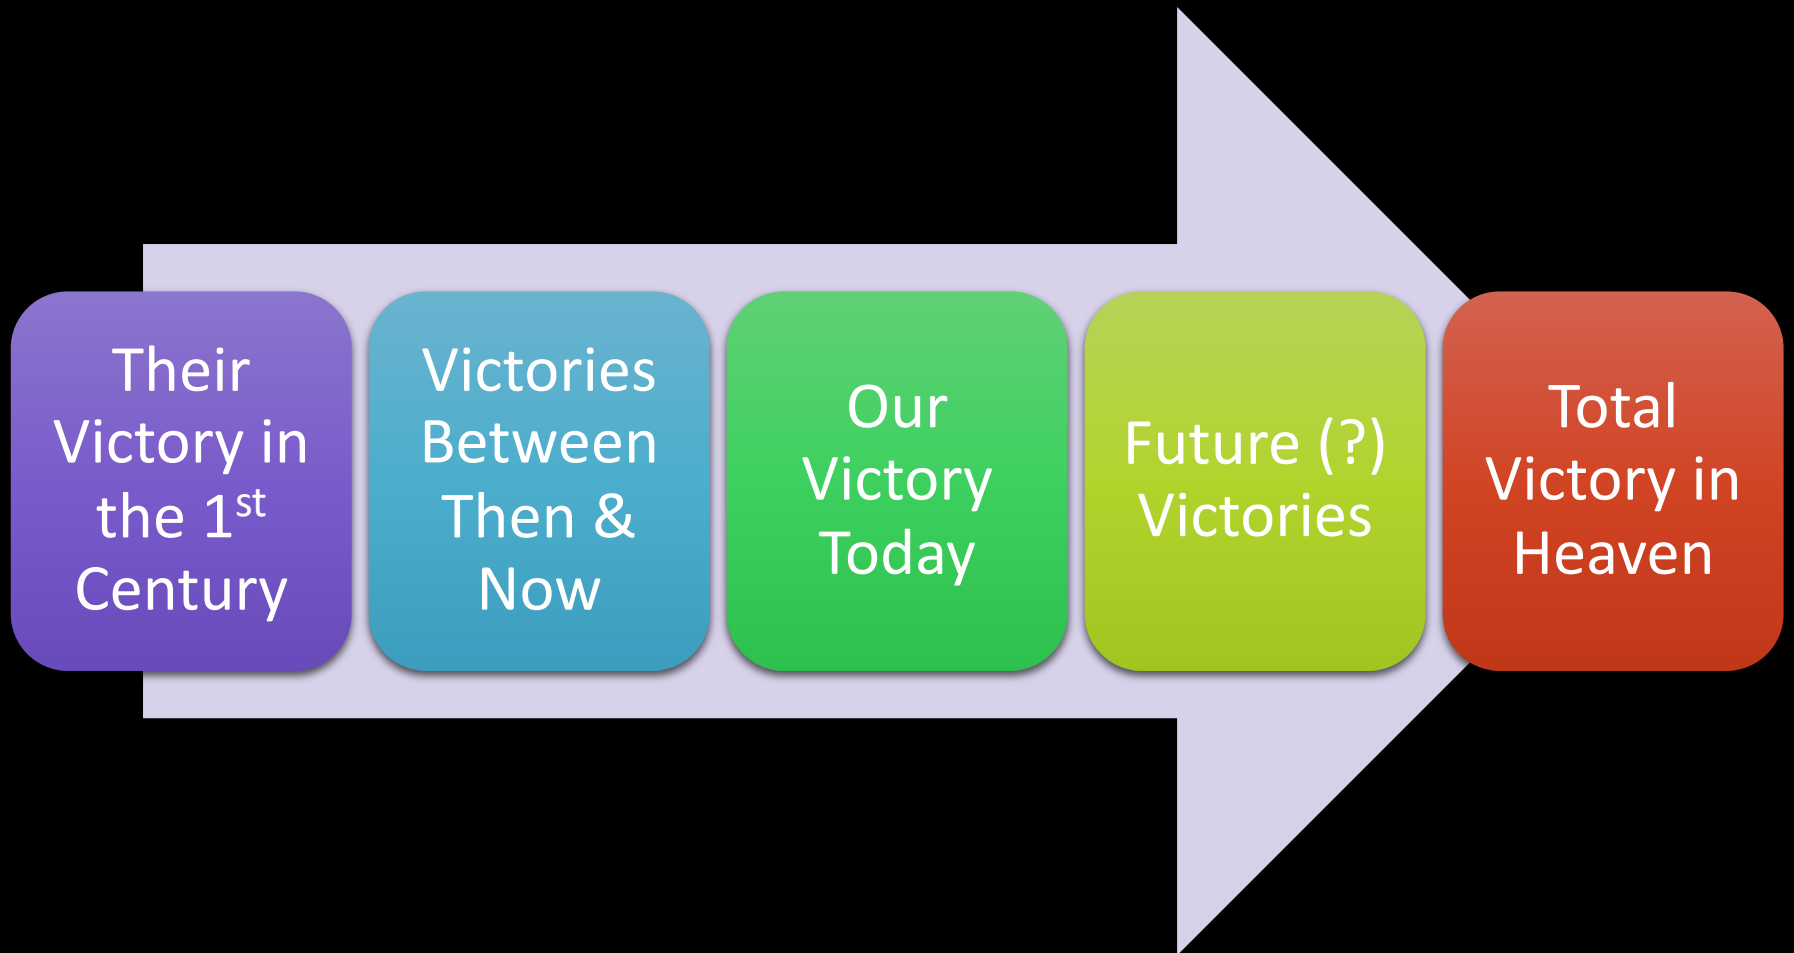 Their
Victory in
the 1st
Century
Victories
Between
Then &
Now
Our
Victory
Today
Future (?)
Victories
Total
Victory in
Heaven